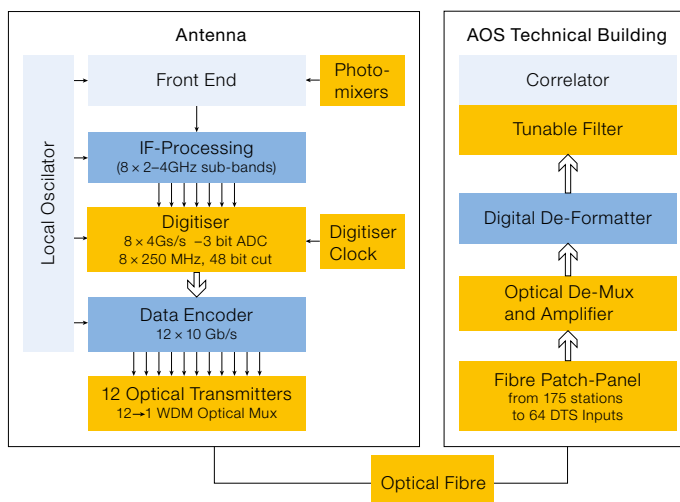 Antenna
Local Oscilator
Front End
Photo-
mixers
IF-Processing
(8 × 2–4GHz sub-bands)
Digitiser
8 × 4Gs/s –3 bit ADC
8 × 250 MHz, 48 bit cut
Digitiser
Clock
Data Encoder
12 × 10 Gb/s
12 Optical Transmitters
12→1 WDM Optical Mux
AOS Technical Building
Correlator
Tunable Filter
Digital De-Formatter
Optical De-Mux
and Amplifier
Fibre Patch-Panel
from 175 stations
to 64 DTS Inputs
Optical Fibre